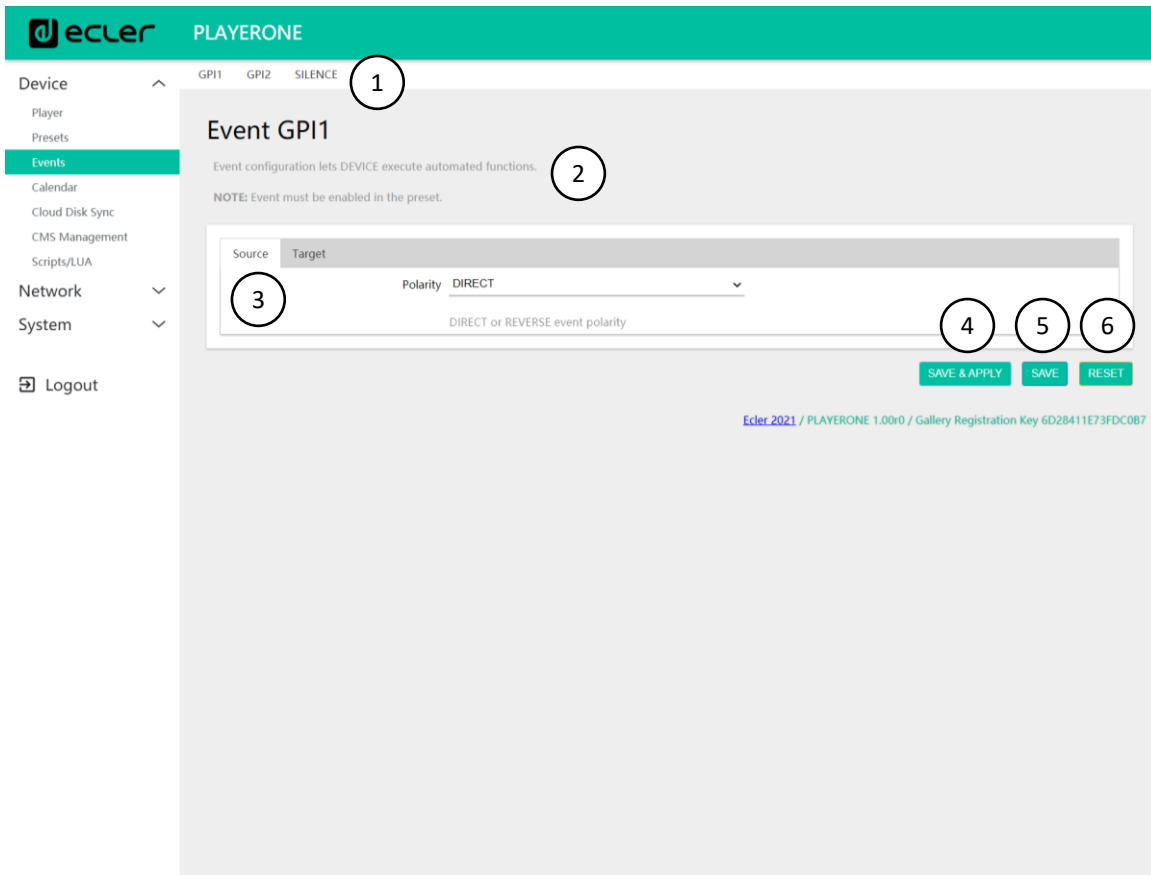 ecler PLAYERONE
Device
Player
Presets
Events
Calendar
Cloud Disk Sync
CMS Management
Scripts/LUA
Network
System
Logout
GPI1 GPI2 SILENCE
1
Event GPI1
Event configuration lets DEVICE execute automated functions.
2
NOTE: Event must be enabled in the preset.
Source Target
3
Polarity DIRECT
DIRECT or REVERSE event polarity
4 5 6
SAVE & APPLY SAVE RESET
Ecler 2021 / PLAYERONE 1.00r0 / Gallery Registration Key 6D28411E73FDC0B7